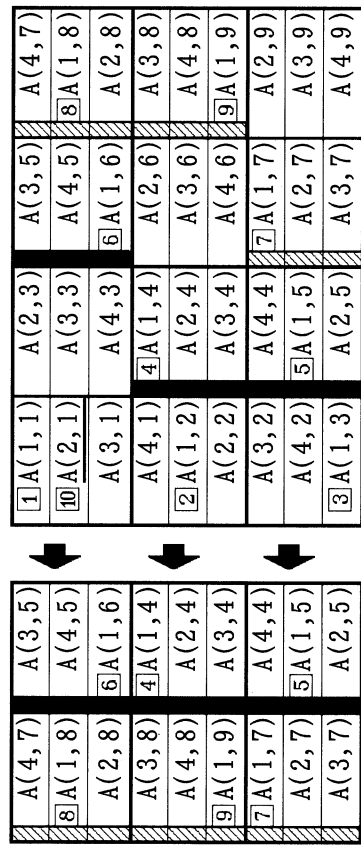 A(4,7) A(3,5) 1 A(1,1) A(2,3) A(3,5) A(4,7)
8 A(1,8) A(4,5) 10 A(2,1) A(3,3) A(4,5) 8 A(1,8)
A(2,8) 6 A(1,6) A(3,1) A(4,3) 6 A(1,6) A(2,8)
A(3,8) 4 A(1,4) A(4,1) 4 A(1,4) A(2,6) A(3,8)
A(4,8) A(2,4) 2 A(1,2) A(2,4) A(3,6) A(4,8)
9 A(1,9) A(3,4) A(2,2) A(3,4) A(4,6) 9 A(1,9)
7 A(1,7) A(4,4) A(3,2) A(4,4) 7 A(1,7) A(2,9)
A(2,7) 5 A(1,5) A(4,2) 5 A(1,5) A(2,7) A(3,9)
A(3,7) A(2,5) 3 A(1,3) A(2,5) A(3,7) A(4,9)